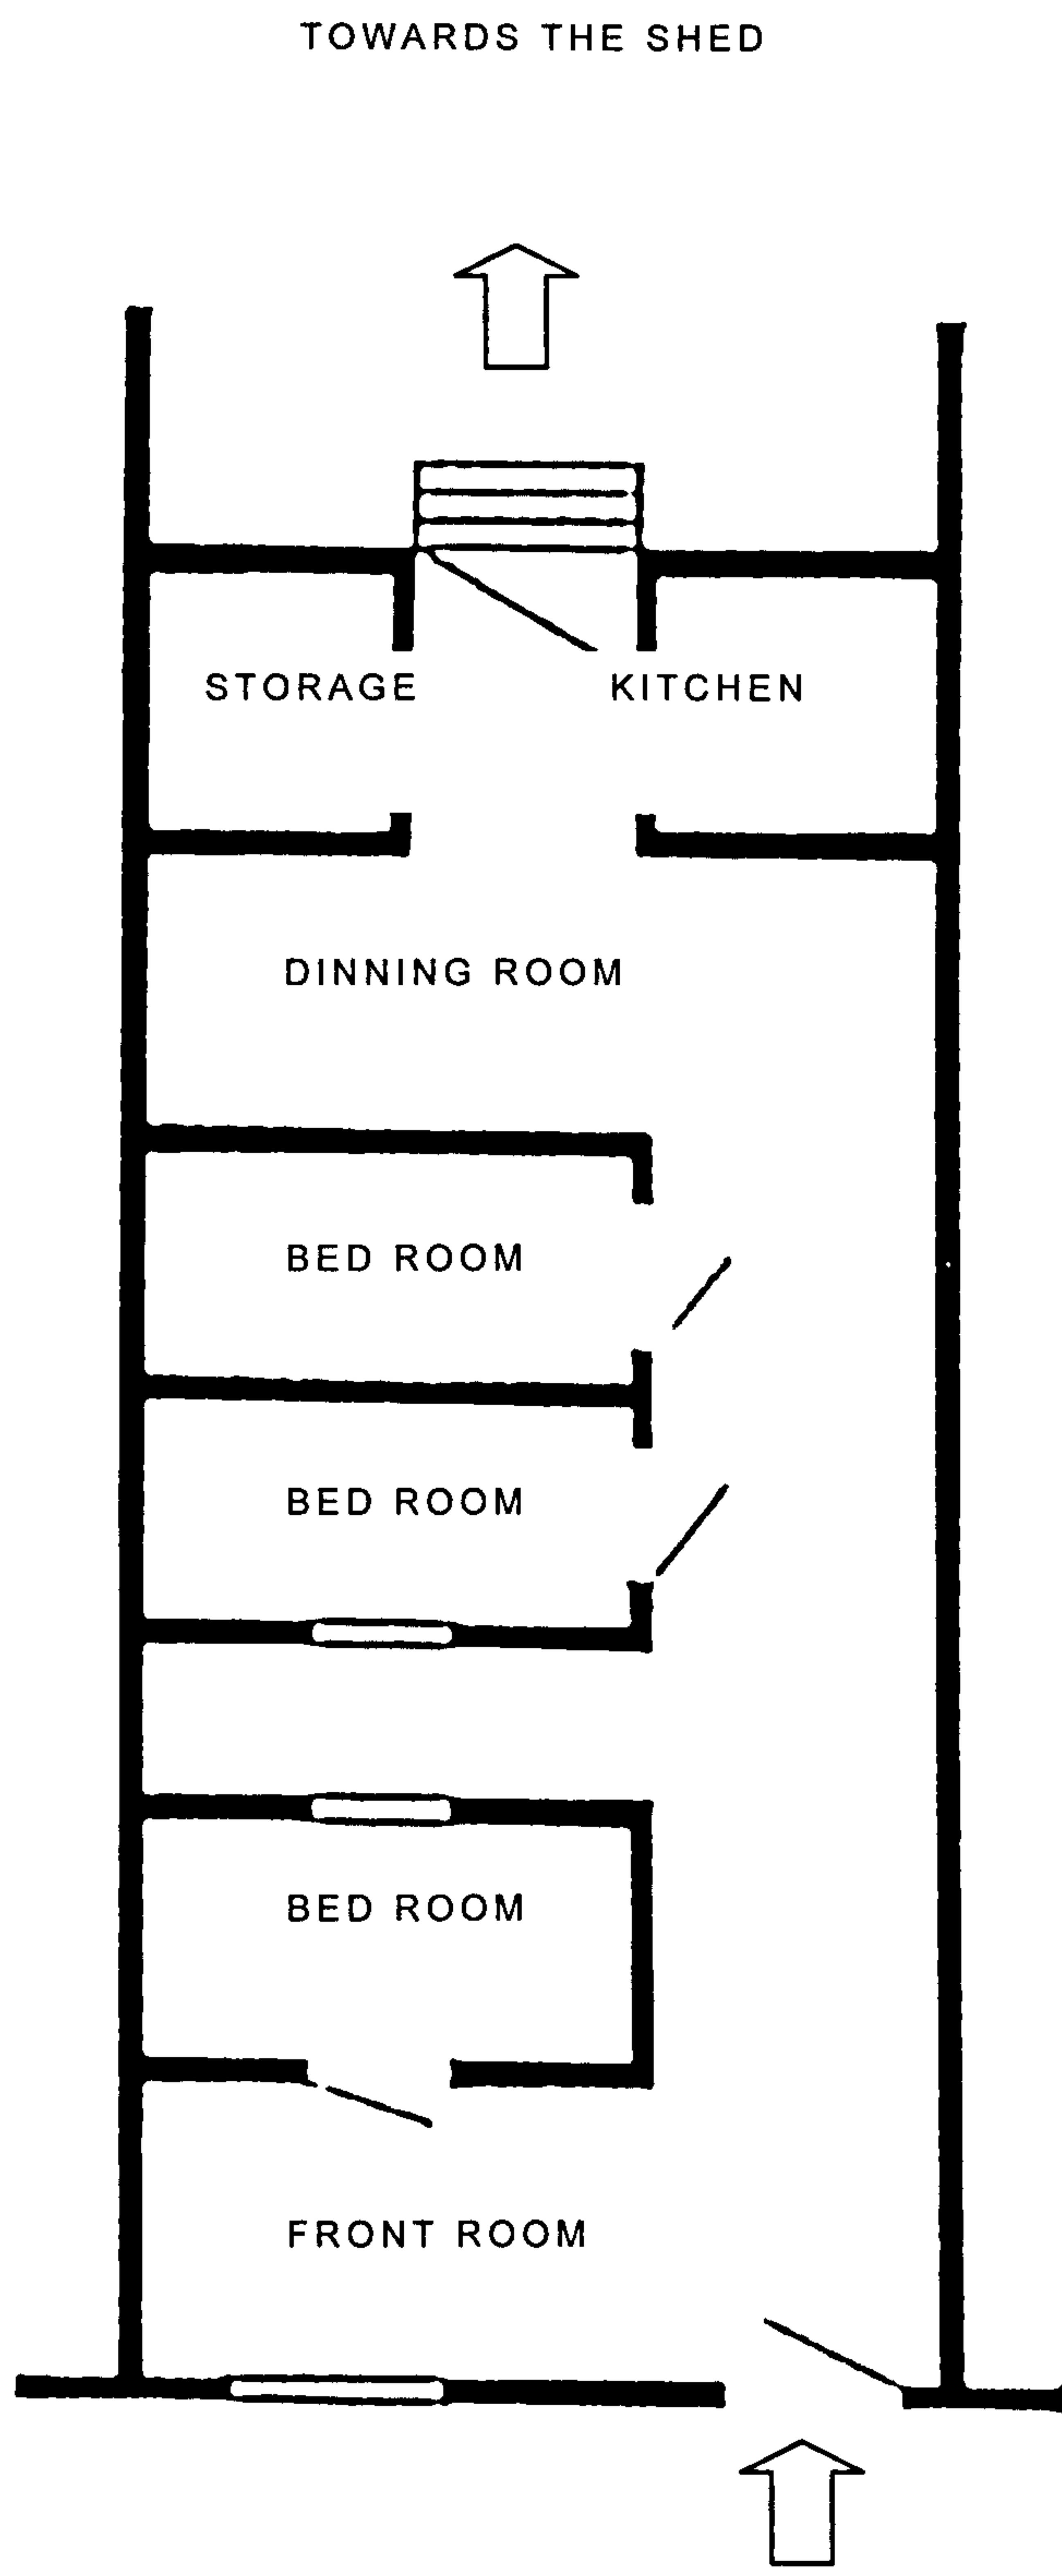 TOWARDS THE SHED
STORAGE KITCHEN
DINNING ROOM
BED ROOM
BED ROOM
BED ROOM
FRONT ROOM